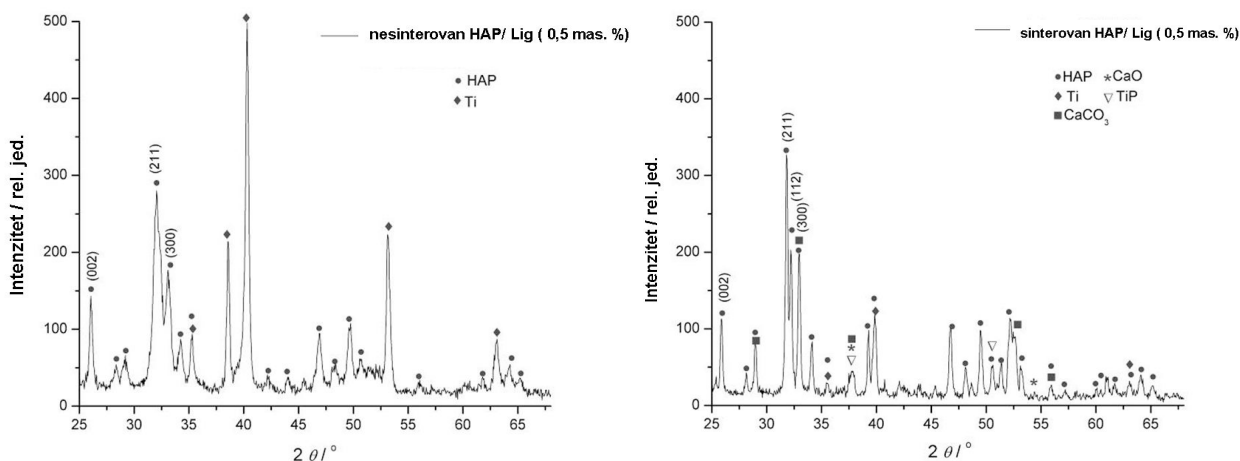 nesinterovan HAP/ Lig ( 0,5 mas. %)
HAP
Ti
Intenzitet / rel. jed.
500
400
300
200
100
0
(002)
(211)
(300)
25 30 35 40 45 50 55 60 65
2 θ / °
sinterovan HAP/ Lig ( 0,5 mas. %)
HAP CaO
Ti TiP
CaCO3
Intenzitet / rel. jed.
500
400
300
200
100
0
(002)
(211)
(112)
(300)
25 30 35 40 45 50 55 60 65
2 θ / °